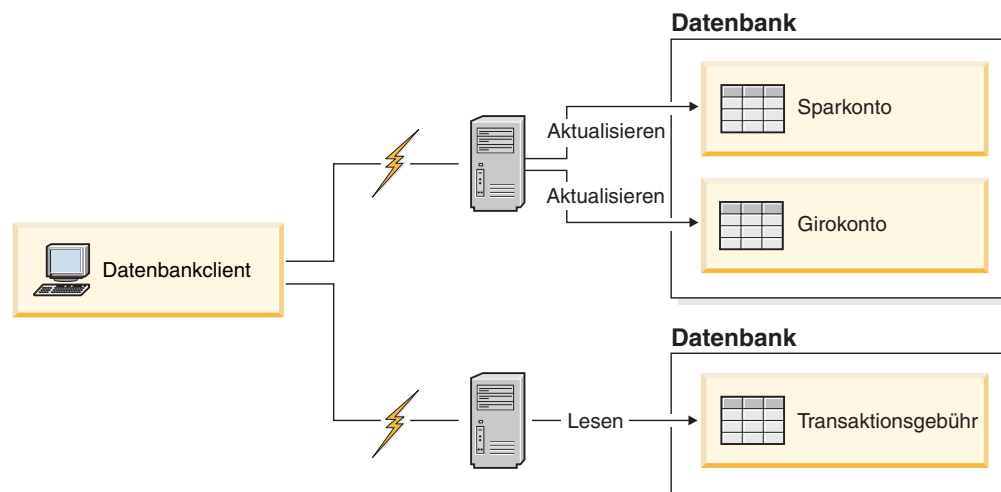 Datenbank
Sparkonto
Aktualisieren
Aktualisieren
Girokonto
Datenbankclient
Datenbank
Lesen
Transaktionsgebühr